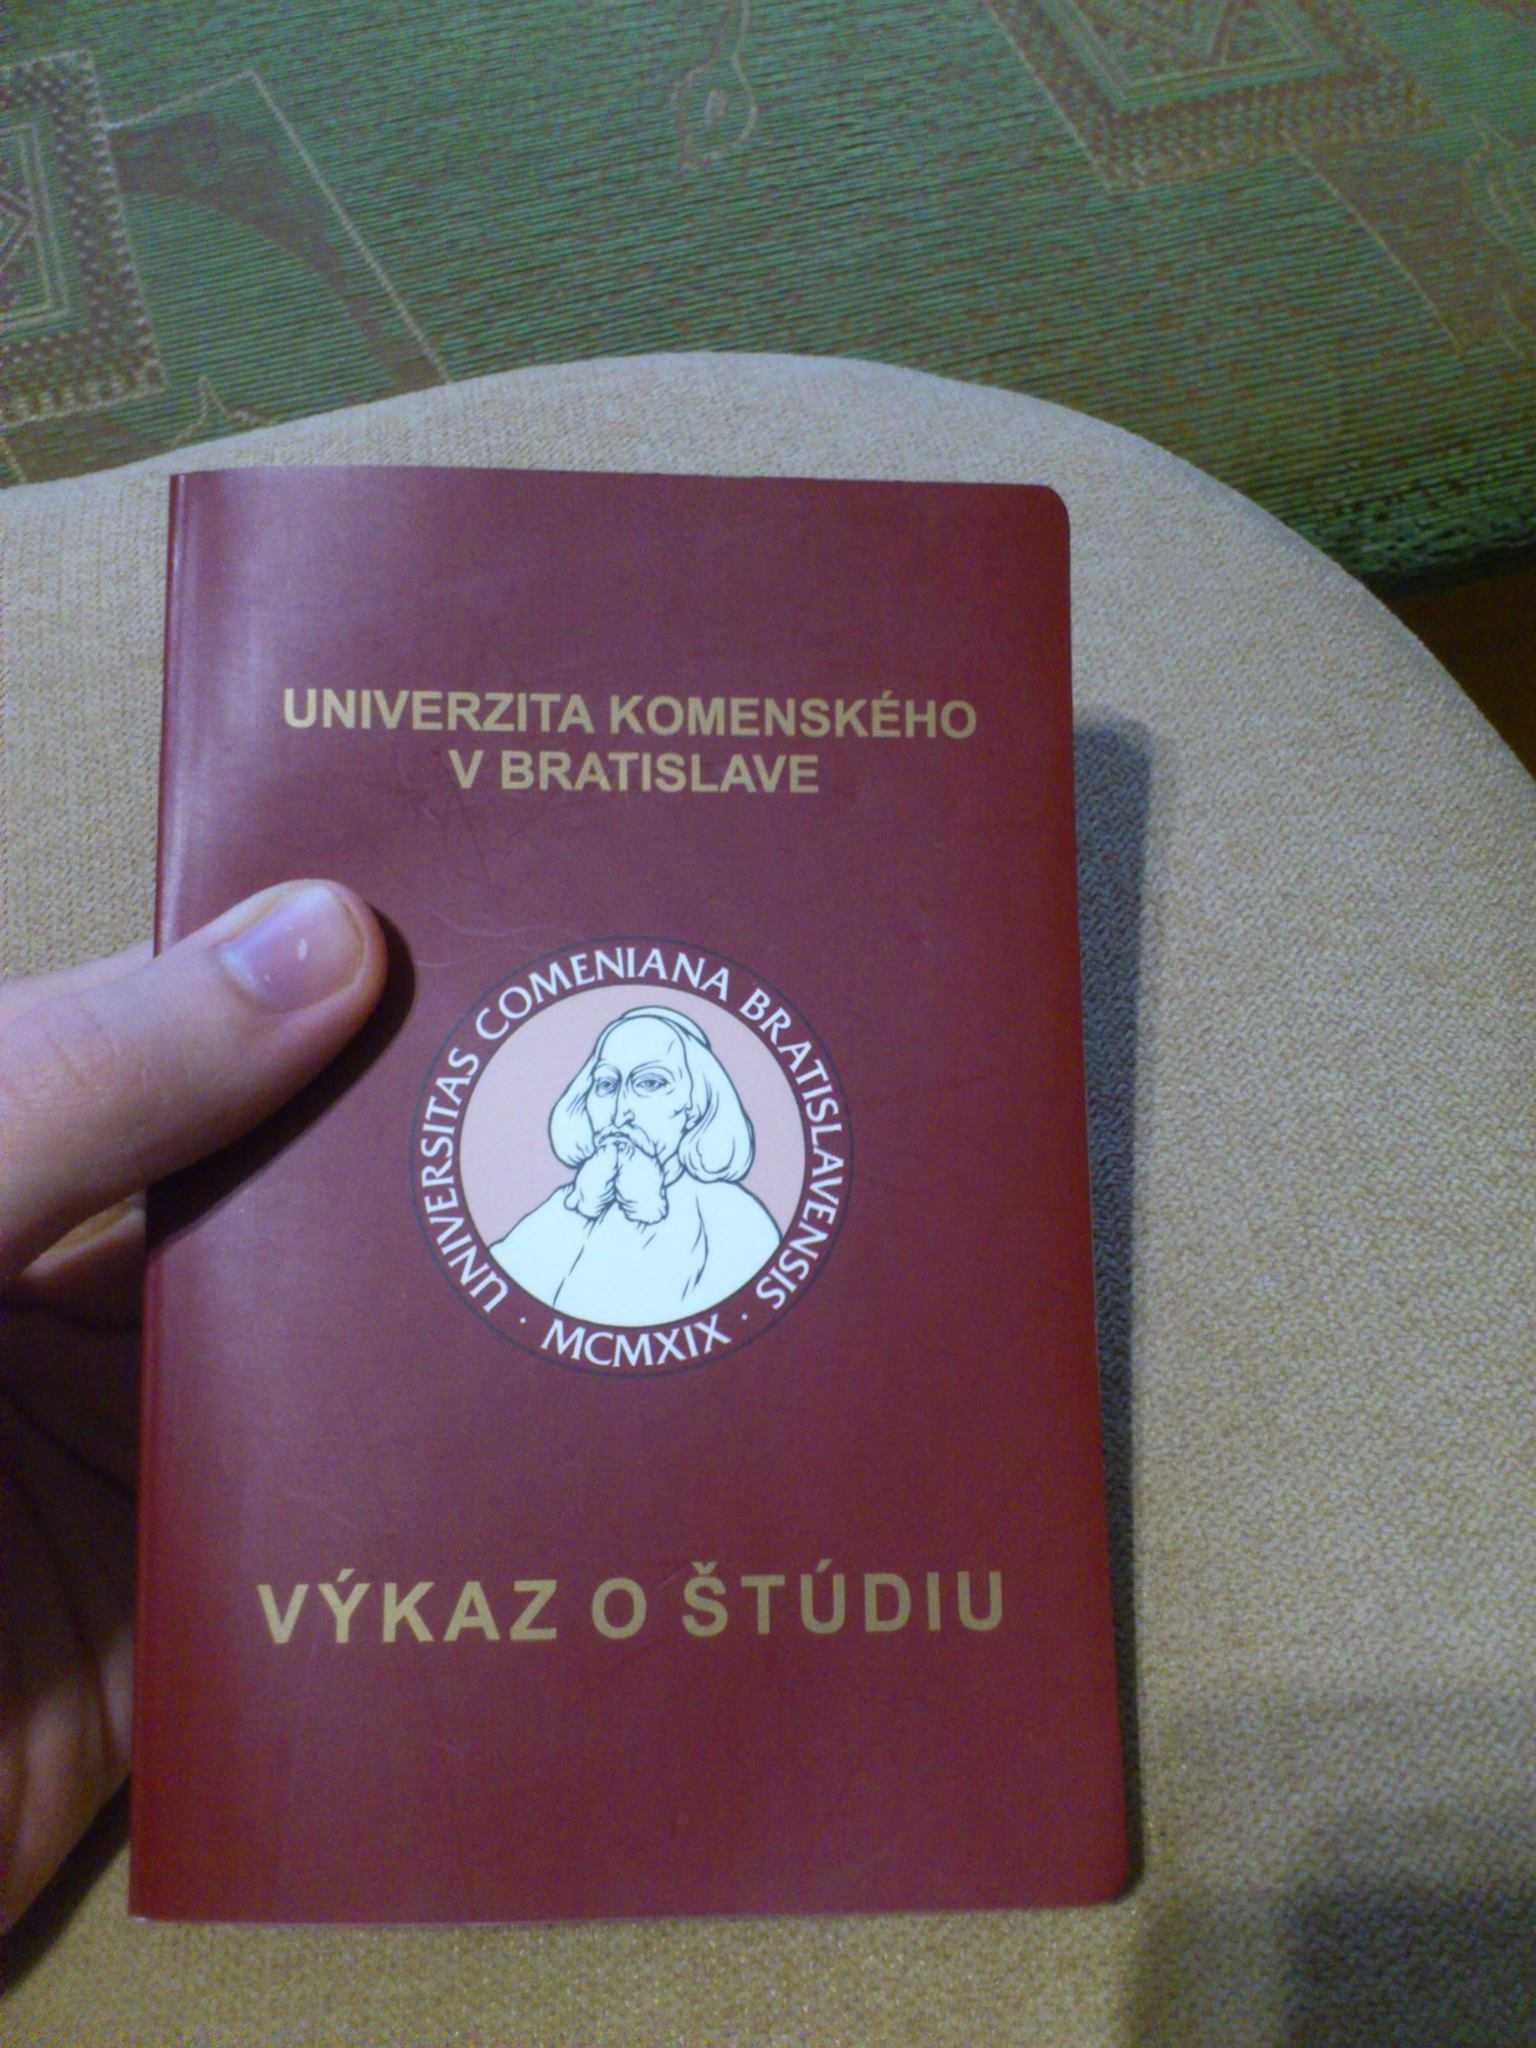 UNIVERZITA KOMENSKÉHO
V BRATISLAVE
UNIVERSITAS COMENIANA BRATISLAVENSIS
· MCMXIX ·
VÝKAZ O ŠTÚDIU